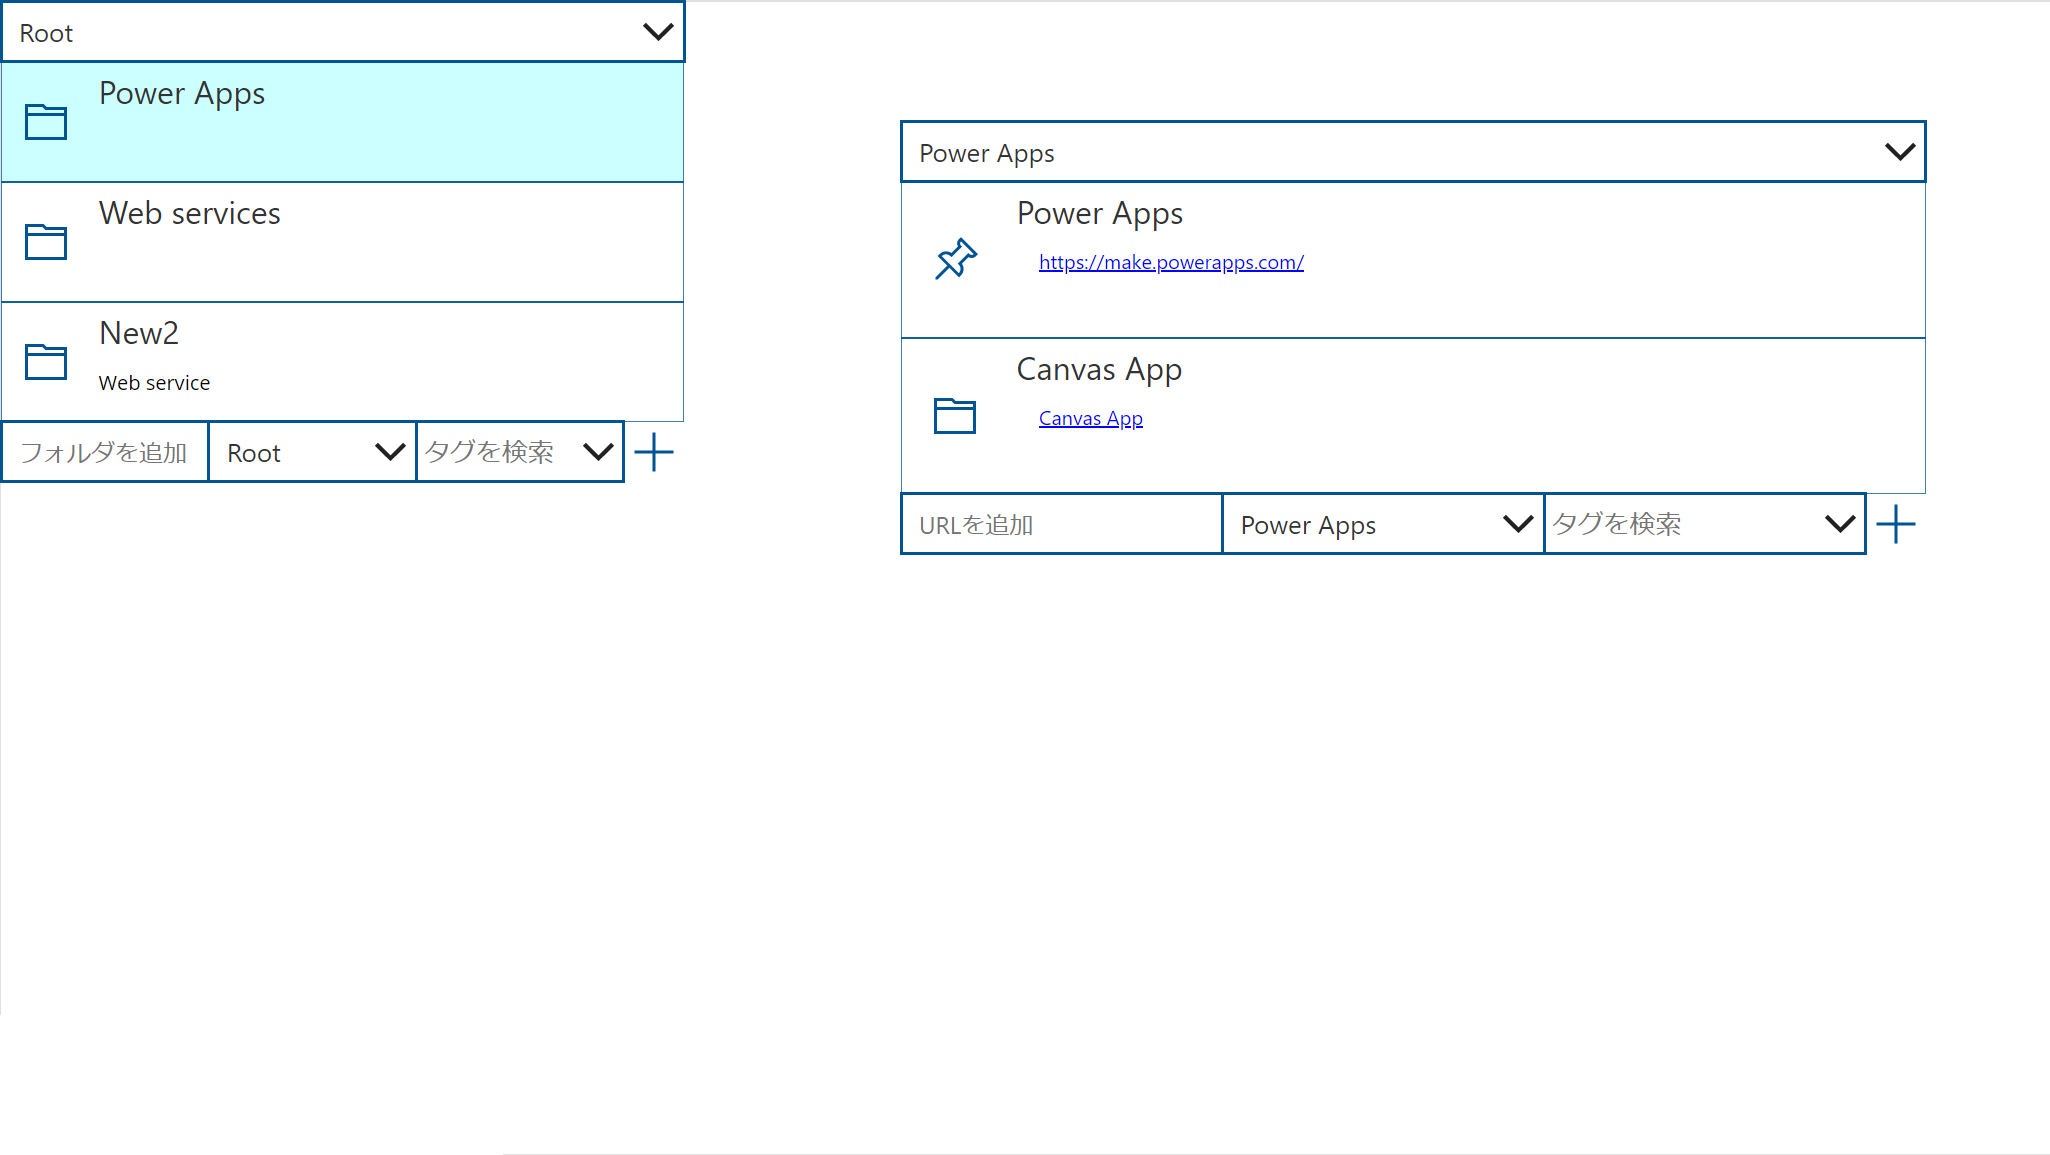 Root
Power Apps
Web services
New2
Web service
フォルダを追加 Root タグを検索
Power Apps
Power Apps
https://make.powerapps.com/
Canvas App
Canvas App
URLを追加 Power Apps タグを検索